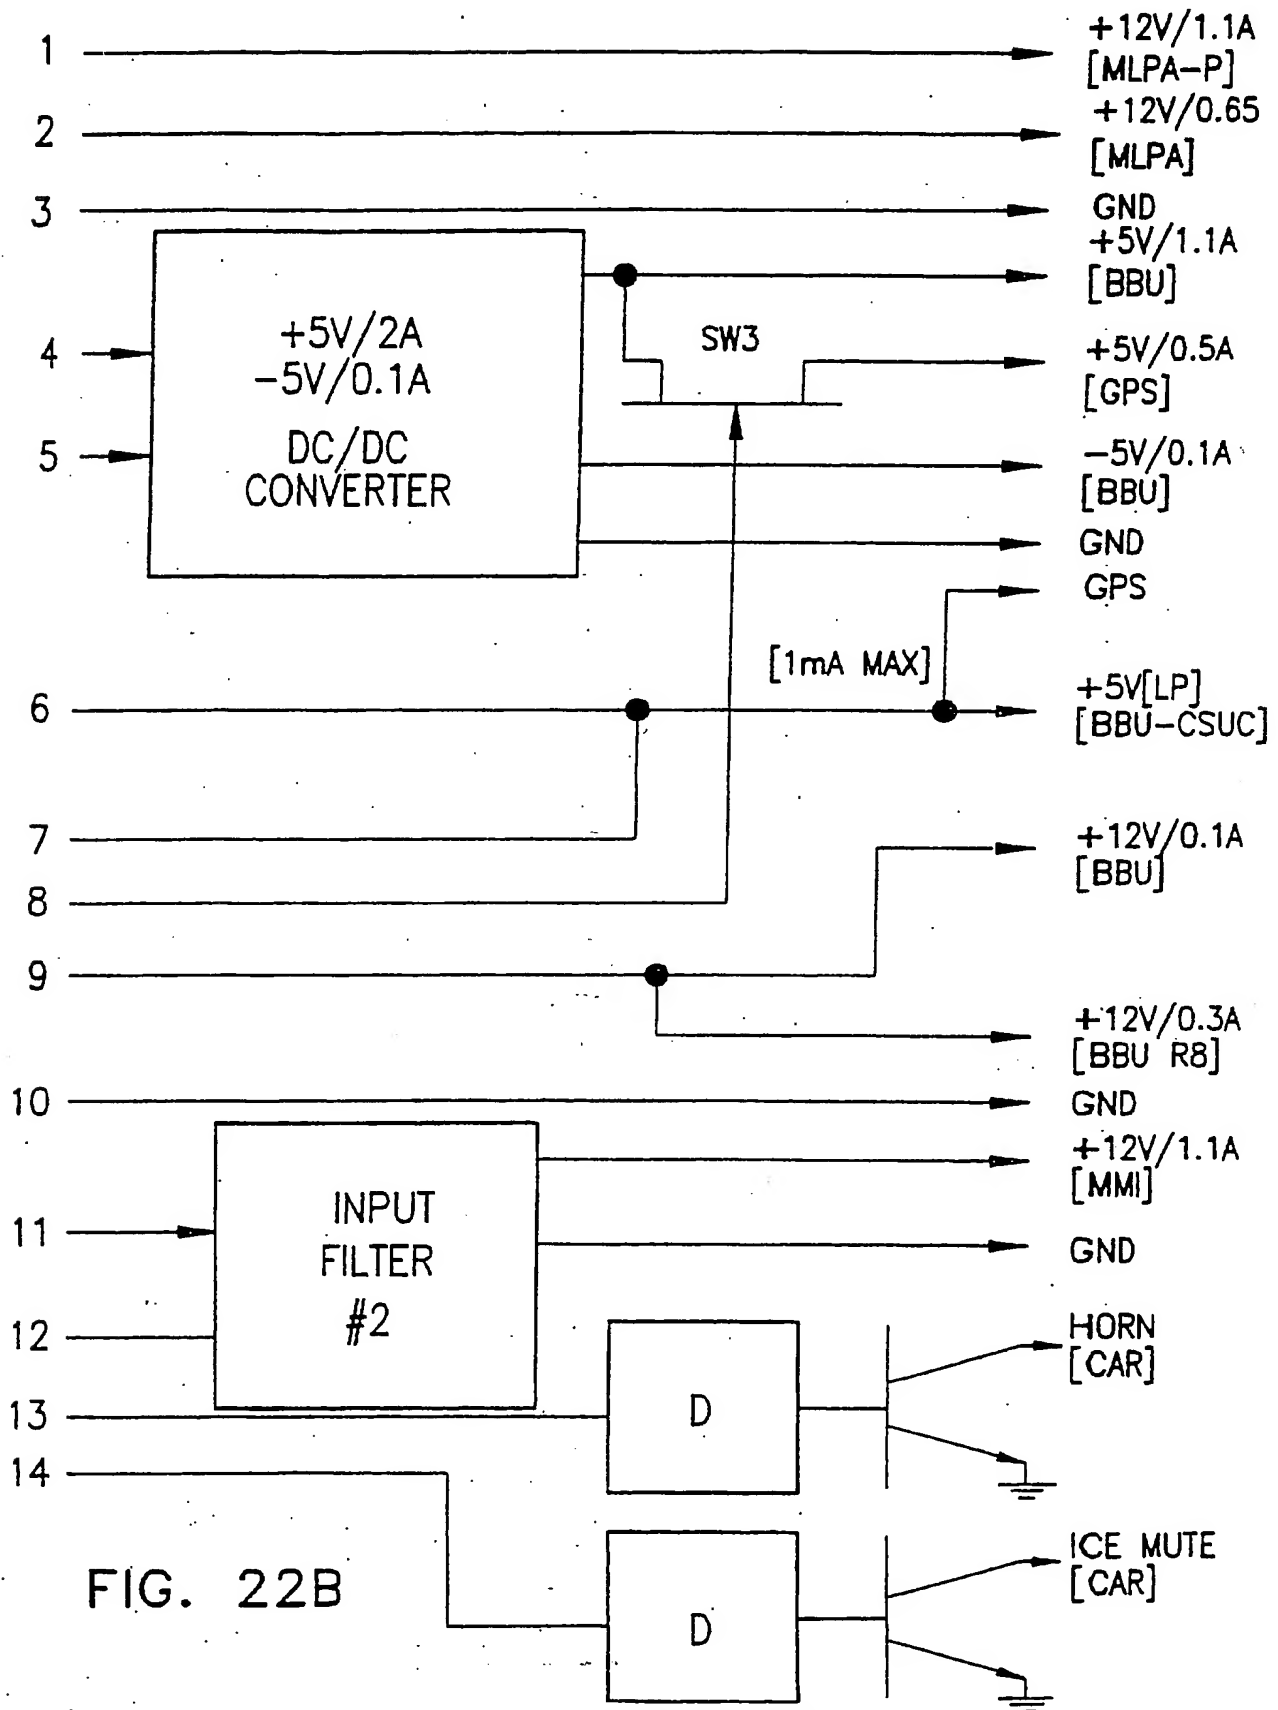 1
+12V/1.1A
[MLPA-P]
2
+12V/0.65
[MLPA]
3
GND
+5V/1.1A
[BBU]
+5V/2A
-5V/0.1A
DC/DC
CONVERTER
4
5
SW3
+5V/0.5A
[GPS]
-5V/0.1A
[BBU]
GND
GPS
[1mA MAX]
6
+5V[LP]
[BBU-CSUC]
7
+12V/0.1A
[BBU]
8
9
+12V/0.3A
[BBU R8]
10
GND
+12V/1.1A
[MMI]
11
INPUT
FILTER
#2
GND
12
HORN
[CAR]
13
D
14
ICE MUTE
[CAR]
D
FIG. 22B